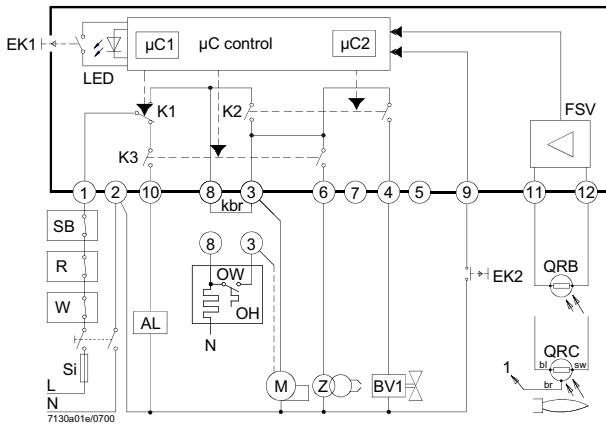 EK1
LED
µC1
µC control
µC2
FSV
K1
K2
K3
1
2
10
8
3
6
7
4
5
9
11
12
kbr
SB
R
W
Si
L
N
7130a01e/0700
AL
8
3
OW
OH
N
M
Z
BV1
EK2
QRB
QRC
bl
sw
br
1